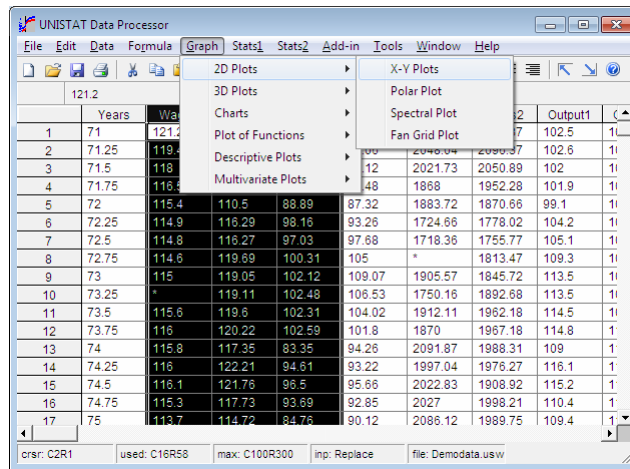 UNISTAT Data Processor
File Edit Data Formula Graph Stats1 Stats2 Add-in Tools Window Help
2D Plots X-Y Plots
3D Plots Polar Plot
Charts Spectral Plot
Plot of Functions Fan Grid Plot
Descriptive Plots
Multivariate Plots
121.2
Years Output1
1 71 102.5
2 71.25 119.4 102.6
3 71.5 118 2021.73 2050.89 102
4 71.75 1868 1952.28 101.9
5 72 115.4 110.5 88.89 87.32 1883.72 1870.66 99.1
6 72.25 114.9 116.29 98.16 93.26 1724.66 1778.02 104.2
7 72.5 114.8 116.27 97.03 97.68 1718.36 1755.77 105.1
8 72.75 114.6 119.69 100.31 105 * 1813.47 109.3
9 73 115 119.05 102.12 109.07 1905.57 1845.72 113.5
10 73.25 * 119.11 102.48 106.53 1750.16 1892.68 113.5
11 73.5 115.6 119.6 102.31 104.02 1912.11 1962.18 114.5
12 73.75 116 120.22 102.59 101.8 1870 1967.18 114.8
13 74 115.8 117.35 83.35 94.26 2091.87 1988.31 109
14 74.25 116 122.21 94.61 93.22 1997.04 1976.27 116.1
15 74.5 116.1 121.76 96.5 95.66 2022.83 1908.92 115.2
16 74.75 115.3 117.73 93.69 92.85 2027 1998.21 110.4
17 75 113.7 114.72 84.76 90.12 2086.12 1989.75 109.4
crsr: C2R1 used: C16R58 max: C100R300 inp: Replace file: Demodata.usw